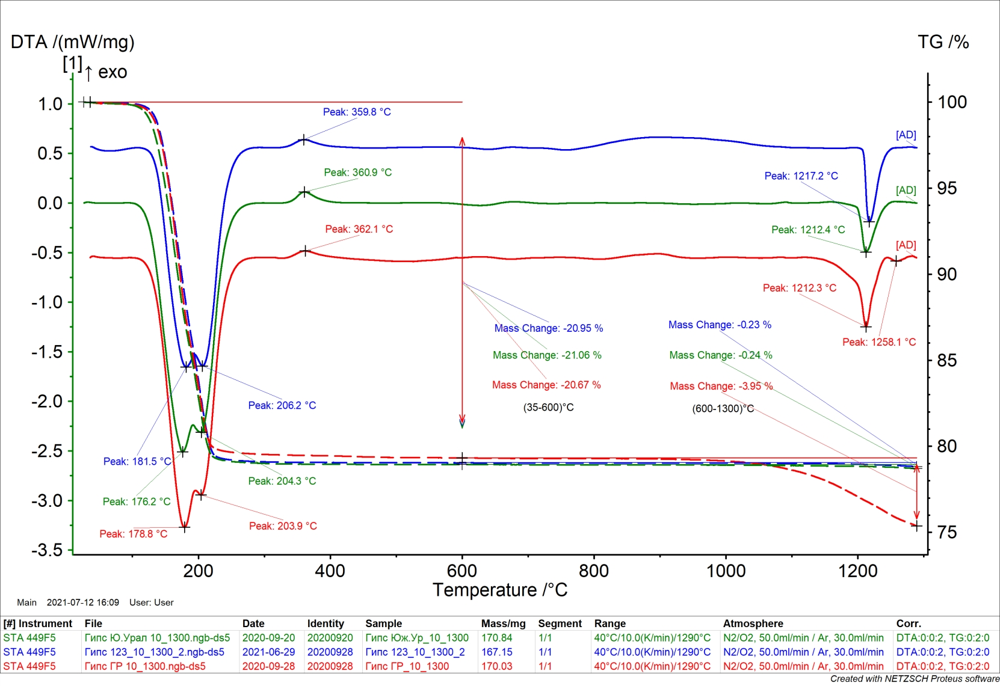 DTA /(mW/mg)
TG /%
[1] ↑ exo
1.0
100
Peak: 359.8 °C
[AD]
0.5
Peak: 360.9 °C
Peak: 1217.2 °C
95
[AD]
0.0
Peak: 362.1 °C
Peak: 1212.4 °C
[AD]
-0.5
90
Peak: 1212.3 °C
-1.0
Mass Change: -20.95 %
Mass Change: -0.23 %
Peak: 1258.1 °C
-1.5
Mass Change: -21.06 %
Mass Change: -0.24 %
85
Mass Change: -20.67 %
Mass Change: -3.95 %
-2.0
Peak: 206.2 °C
(35-600)°C
(600-1300)°C
-2.5
80
Peak: 181.5 °C
Peak: 204.3 °C
-3.0
Peak: 176.2 °C
Peak: 203.9 °C
Peak: 178.8 °C
75
-3.5
200 400 600 800 1000 1200
Temperature /°C
Main 2021-07-12 16:09 User: User
[#] Instrument File Date Identity Sample Mass/mg Segment Range Atmosphere Corr.
STA 449F5 Гипс Ю.Урал 10_1300.ngb-ds5 2020-09-20 20200920 Гипс Юж.Ур_10_1300 170.84 1/1 40°C/10.0(K/min)/1290°C N2/O2, 50.0ml/min / Ar, 30.0ml/min DTA:0:0:2, TG:0:2:0
STA 449F5 Гипс 123_10_1300_2.ngb-ds5 2021-06-29 20200928 Гипс 123_10_1300_2 167.15 1/1 40°C/10.0(K/min)/1290°C N2/O2, 50.0ml/min / Ar, 30.0ml/min DTA:0:0:2, TG:0:2:0
STA 449F5 Гипс ГР 10_1300.ngb-ds5 2020-09-28 20200928 Гипс ГР_10_1300 170.03 1/1 40°C/10.0(K/min)/1290°C N2/O2, 50.0ml/min / Ar, 30.0ml/min DTA:0:0:2, TG:0:2:0
Created with NETZSCH Proteus software